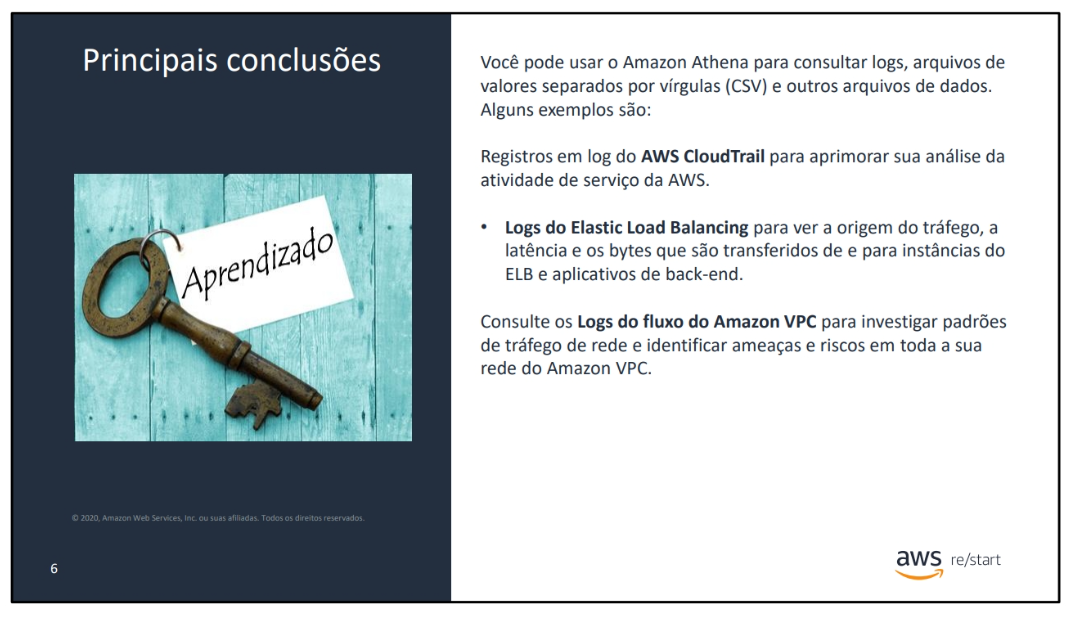 Principais conclusões
Aprendizado
© 2020, Amazon Web Services, Inc. ou suas afiliadas. Todos os direitos reservados.
6
Você pode usar o Amazon Athena para consultar logs, arquivos de
valores separados por vírgulas (CSV) e outros arquivos de dados.
Alguns exemplos são:
Registros em log do AWS CloudTrail para aprimorar sua análise da
atividade de serviço da AWS.
• Logs do Elastic Load Balancing para ver a origem do tráfego, a
latência e os bytes que são transferidos de e para instâncias do
ELB e aplicativos de back-end.
Consulte os Logs do fluxo do Amazon VPC para investigar padrões
de tráfego de rede e identificar ameaças e riscos em toda a sua
rede do Amazon VPC.
aws re/start